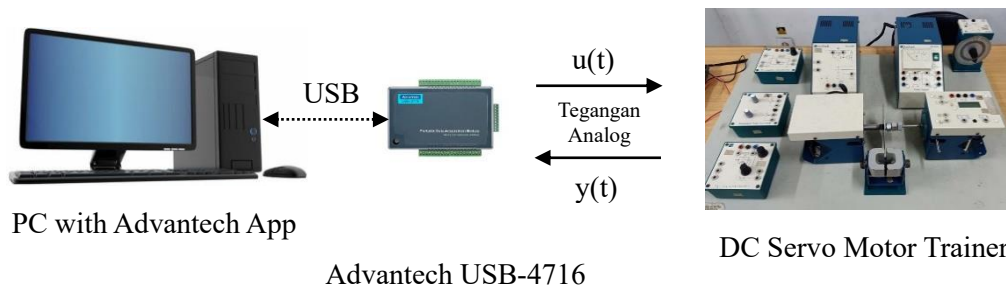 USB
u(t)
Tegangan
Analog
y(t)
PC with Advantech App
DC Servo Motor Trainer
Advantech USB-4716